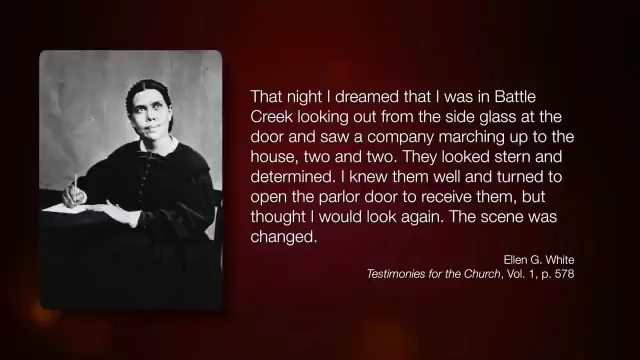 That night I dreamed that I was in Battle
Creek looking out from the side glass at the
door and saw a company marching up to the
house, two and two. They looked stern and
determined. I knew them well and turned to
open the parlor door to receive them, but
thought I would look again. The scene was
changed.
Ellen G. White
Testimonies for the Church, Vol. 1, p. 578